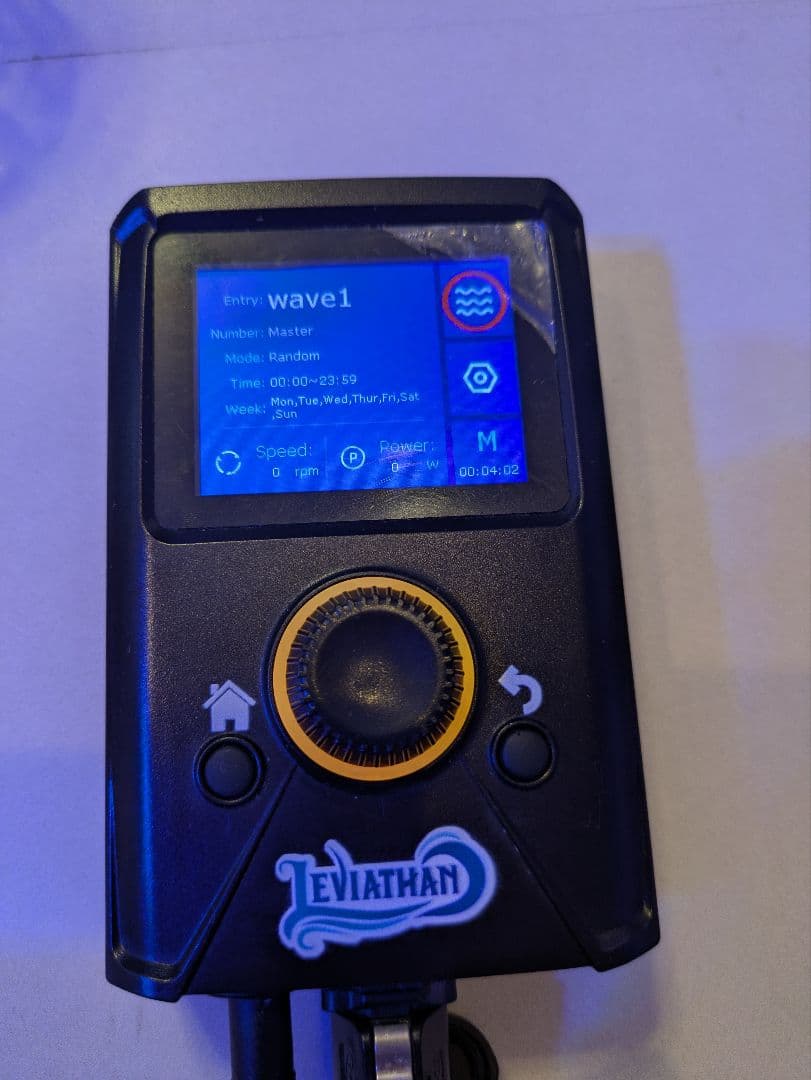 Entry: wave1
Number: Master
Mode: Random
Time: 00:00~23:59
Week: Mon,Tue,Wed,Thur,Fri,Sat
,Sun
Speed:
0 rpm
P
Power:
0 W
M
00:04:02
LEVIATHAN